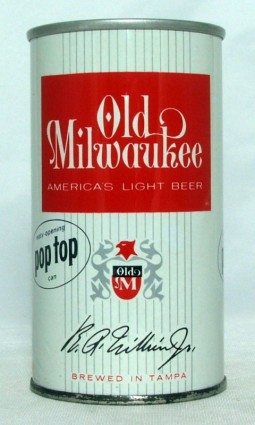 Old
Milwaukee
AMERICA'S LIGHT BEER
easy-opening
pop top
can
Old
M
BREWED IN TAMPA